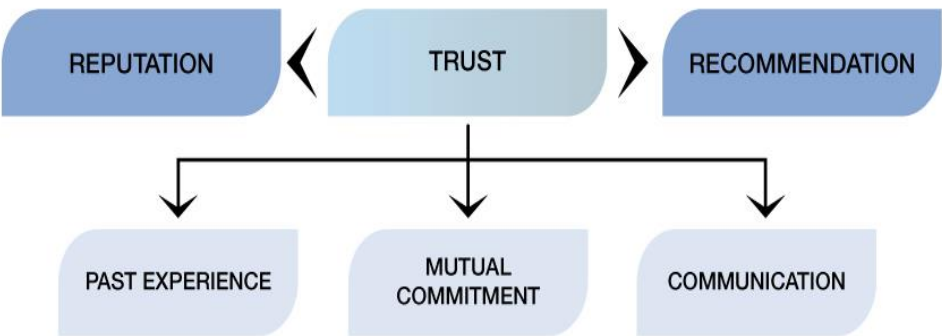 REPUTATION
TRUST
RECOMMENDATION
PAST EXPERIENCE
MUTUAL
COMMITMENT
COMMUNICATION